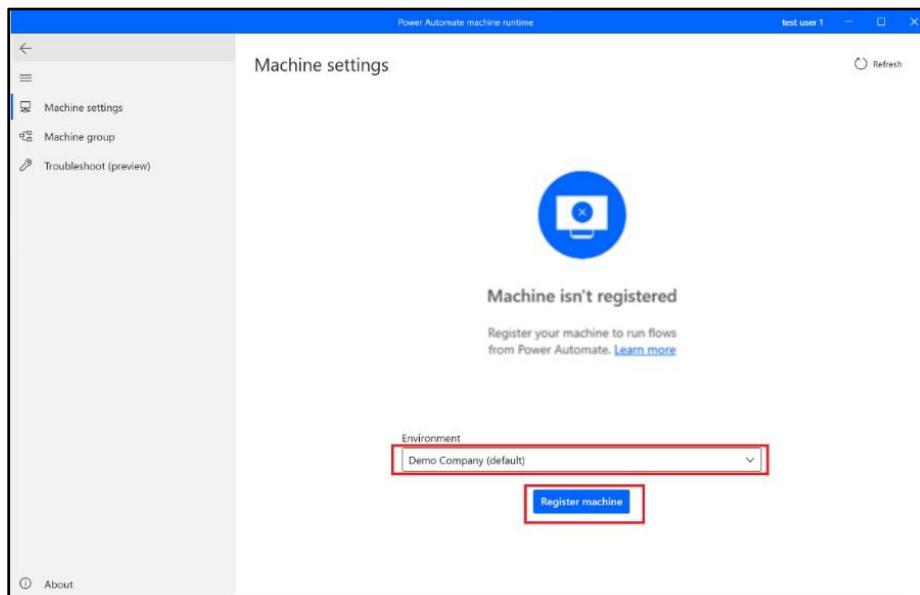 Power Automate machine runtime
test user 1
Machine settings
Machine group
Troubleshoot (preview)
About
Machine settings
Refresh
Machine isn't registered
Register your machine to run flows
from Power Automate. Learn more
Environment
Demo Company (default)
Register machine